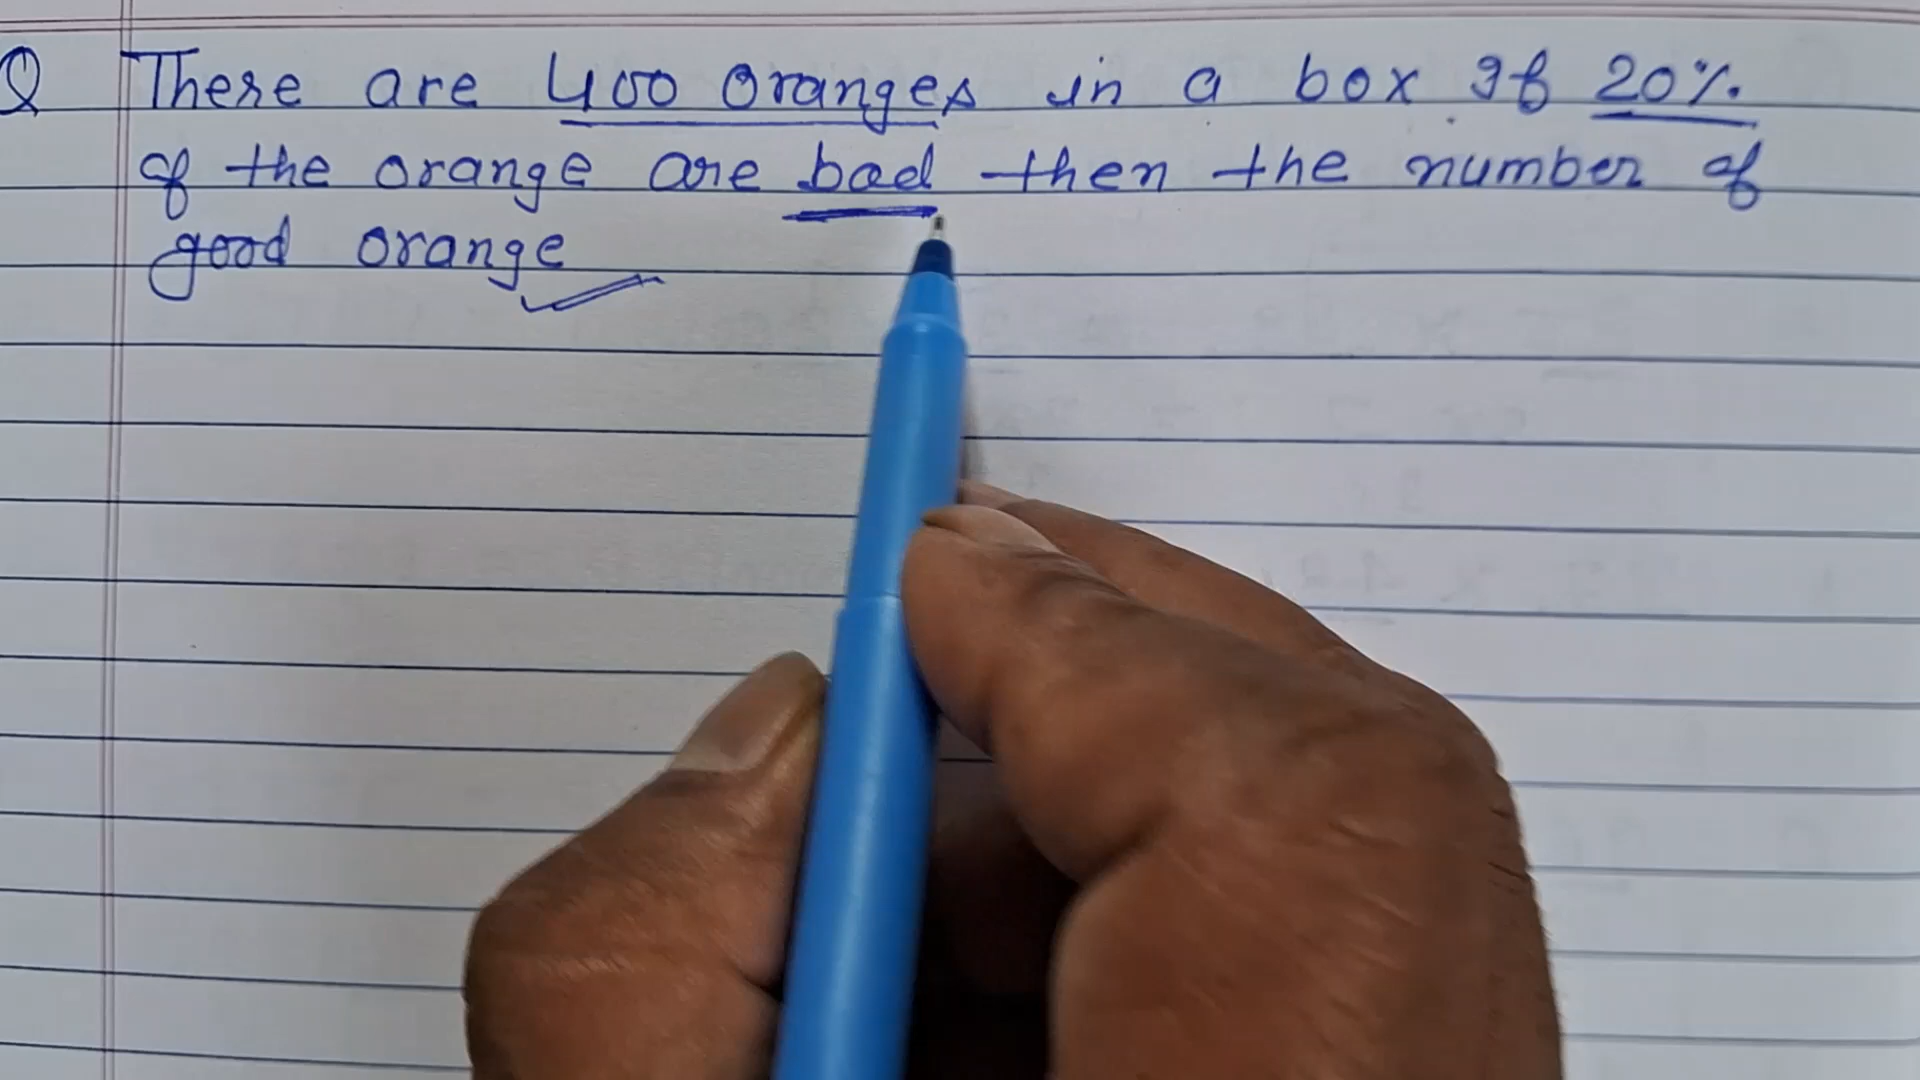 Q There are 400 oranges in a box If 20%.
of the orange are bad then the number of
good orange